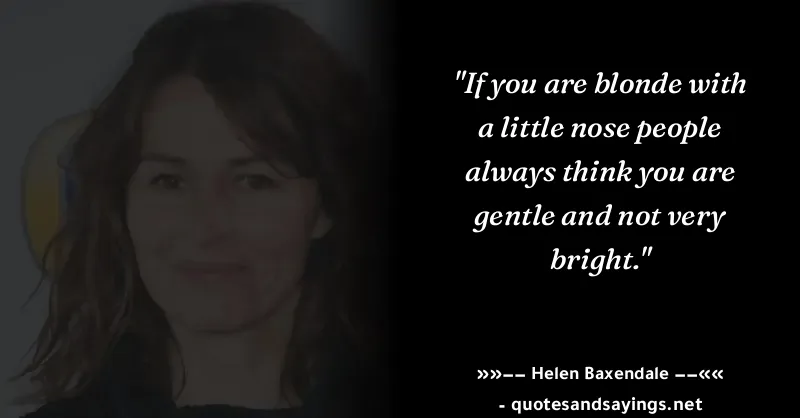 "If you are blonde with
a little nose people
always think you are
gentle and not very
bright."
»»–– Helen Baxendale ––««
- quotesandsayings.net